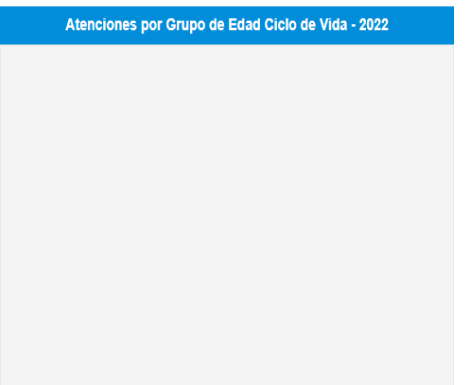 Atenciones por Grupo de Edad Ciclo de Vida - 2022